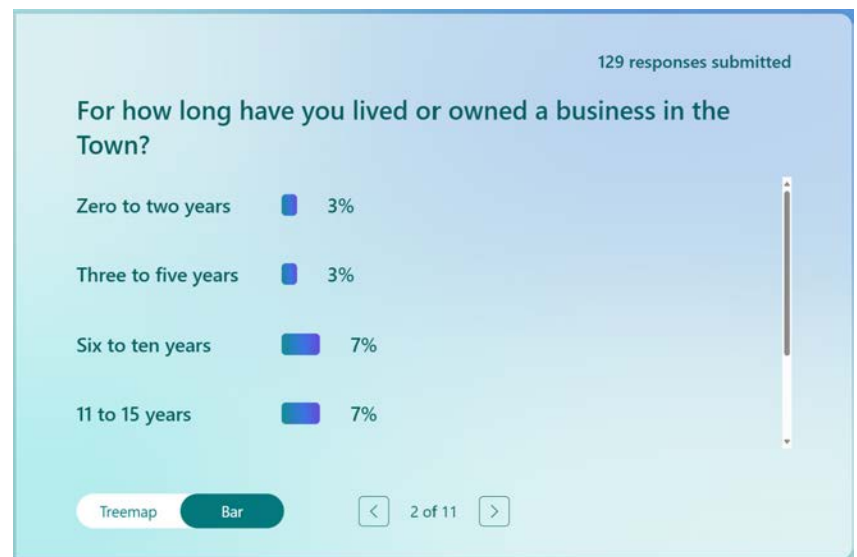 129 responses submitted
For how long have you lived or owned a business in the
Town?
Zero to two years 3%
Three to five years 3%
Six to ten years 7%
11 to 15 years 7%
Treemap Bar 2 of 11